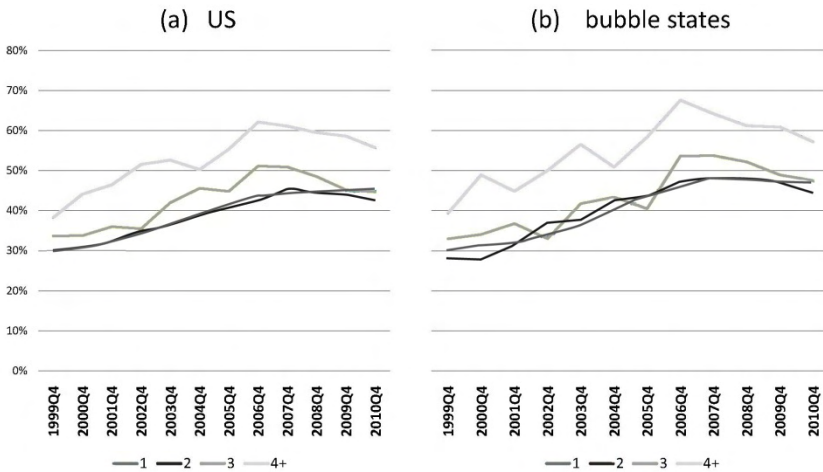 (a) US
(b) bubble states
80%
70%
60%
50%
40%
30%
20%
10%
0%
1999Q4
2000Q4
2001Q4
2002Q4
2003Q4
2004Q4
2005Q4
2006Q4
2007Q4
2008Q4
2009Q4
2010Q4
1999Q4
2000Q4
2001Q4
2002Q4
2003Q4
2004Q4
2005Q4
2006Q4
2007Q4
2008Q4
2009Q4
2010Q4
1 2 3 4+
1 2 3 4+